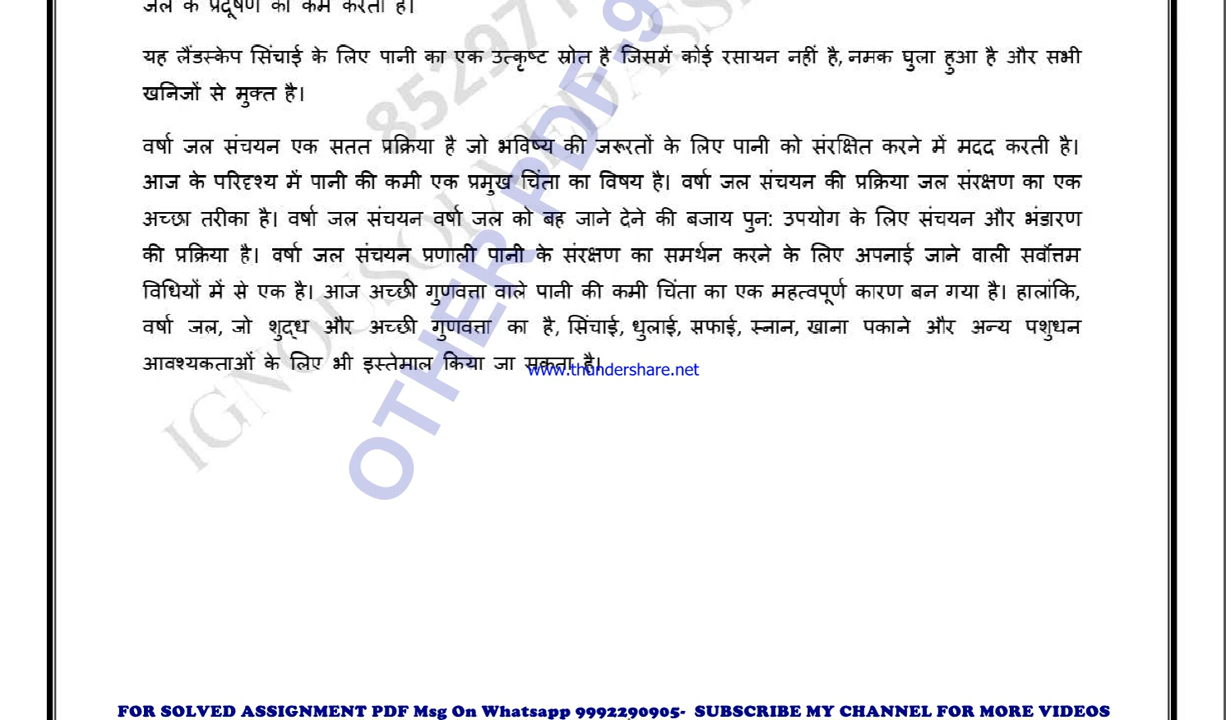 जल के प्रदूषण को कम करता है।
यह लैंडस्केप सिंचाई के लिए पानी का एक उत्कृष्ट स्रोत है जिसमें कोई रसायन नहीं है, नमक घुला हुआ है और सभी
खनिजों से मुक्त है।
वर्षा जल संचयन एक सतत प्रक्रिया है जो भविष्य की जरूरतों के लिए पानी को संरक्षित करने में मदद करती है।
आज के परिदृश्य में पानी की कमी एक प्रमुख चिंता का विषय है। वर्षा जल संचयन की प्रक्रिया जल संरक्षण का एक
अच्छा तरीका है। वर्षा जल संचयन वर्षा जल को बह जाने देने की बजाय पुन: उपयोग के लिए संचयन और भंडारण
की प्रक्रिया है। वर्षा जल संचयन प्रणाली पानी के संरक्षण का समर्थन करने के लिए अपनाई जाने वाली सर्वोत्तम
विधियों में से एक है। आज अच्छी गुणवत्ता वाले पानी की कमी चिंता का एक महत्वपूर्ण कारण बन गया है। हालांकि,
वर्षा जल, जो शुद्ध और अच्छी गुणवत्ता का है, सिंचाई, धुलाई, सफाई, स्नान, खाना पकाने और अन्य पशुधन
आवश्यकताओं के लिए भी इस्तेमाल किया जा सकता है।
www.thundershare.net
OTHER PDF-9
85297
FOR SOLVED ASSIGNMENT PDF Msg On Whatsapp 9992290905- SUBSCRIBE MY CHANNEL FOR MORE VIDEOS